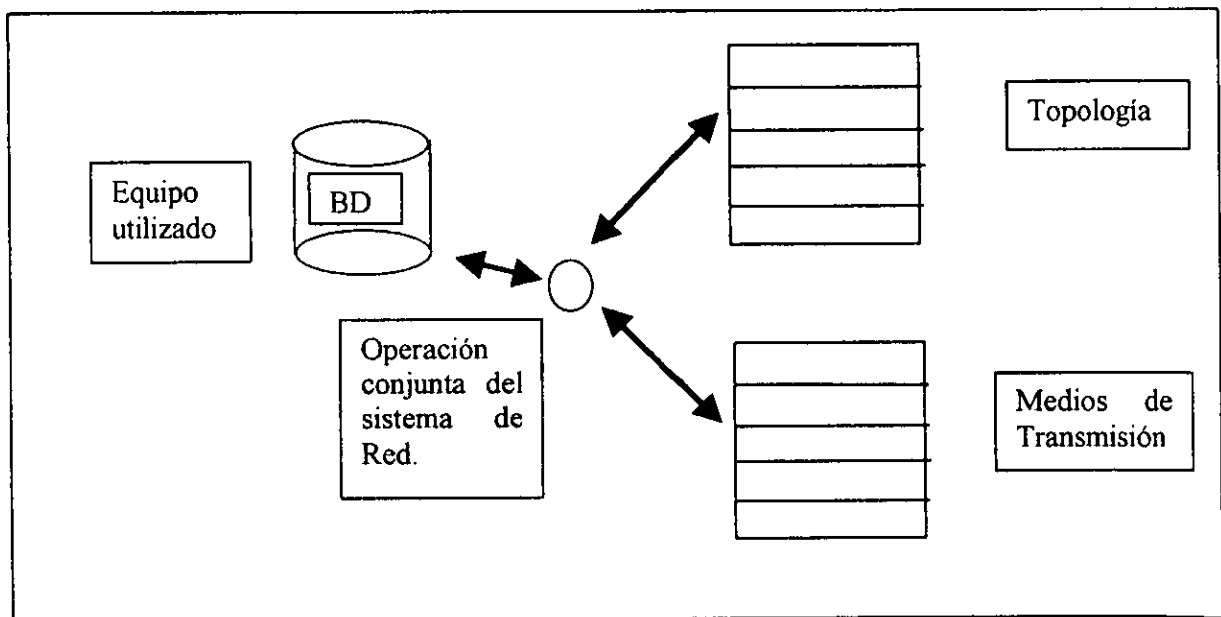 Equipo
utilizado
BD
Operación
conjunta del
sistema de
Red.
Topología
Medios de
Transmisión